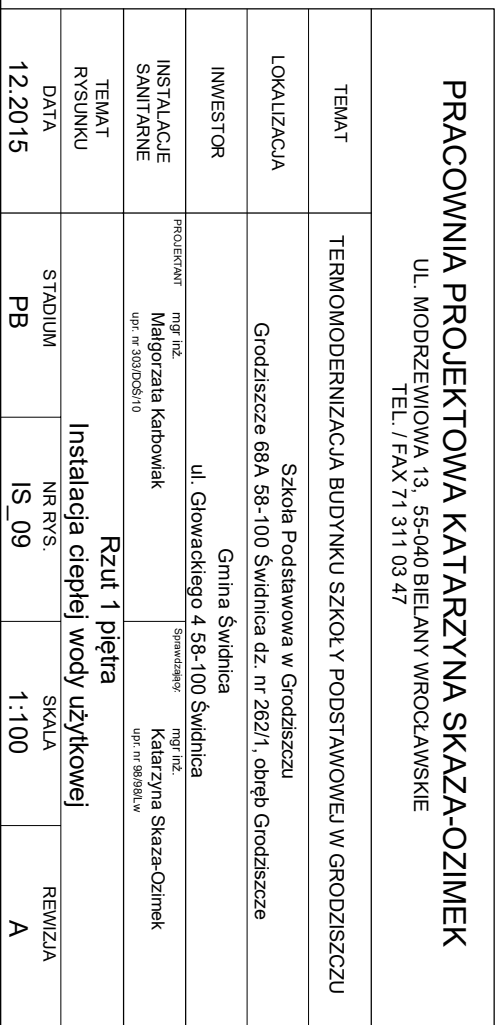 PRACOWNIA PROJEKTOWA KATARZYNA SKAZA-OZIMEK
UL. MODRZEWIOWA 13, 55-040 BIELANY WROCŁAWSKIE
TEL. / FAX 71 311 03 47
TEMAT
TERMOMODERNIZACJA BUDYNKU SZKOŁY PODSTAWOWEJ W GRODZISZCZU
LOKALIZACJA
Szkoła Podstawowa w Grodziszczu
Grodziszcze 68A 58-100 Świdnica dz. nr 262/1, obręb Grodziszcze
INWESTOR
Gmina Świdnica
ul. Głowackiego 4 58-100 Świdnica
INSTALACJE
SANITARNE
PROJEKTANT
mgr inż.
Małgorzata Karbowiak
upr. nr 303/DOŚ/10
Sprawdzający:
mgr inż.
Katarzyna Skaza-Ozimek
upr. nr 98/98/Lw
TEMAT
RYSUNKU
Rzut 1 piętra
Instalacja ciepłej wody użytkowej
DATA
12.2015
STADIUM
PB
NR RYS.
IS_09
SKALA
1:100
REWIZJA
A